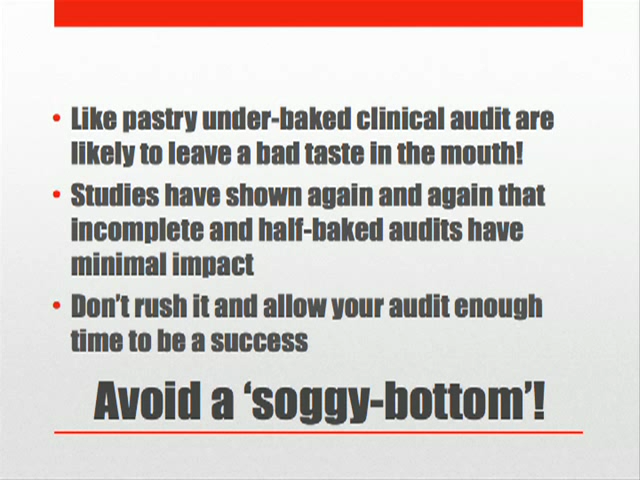 • Like pastry under-baked clinical audit are
likely to leave a bad taste in the mouth!
• Studies have shown again and again that
incomplete and half-baked audits have
minimal impact
• Don’t rush it and allow your audit enough
time to be a success
Avoid a ‘soggy-bottom’!